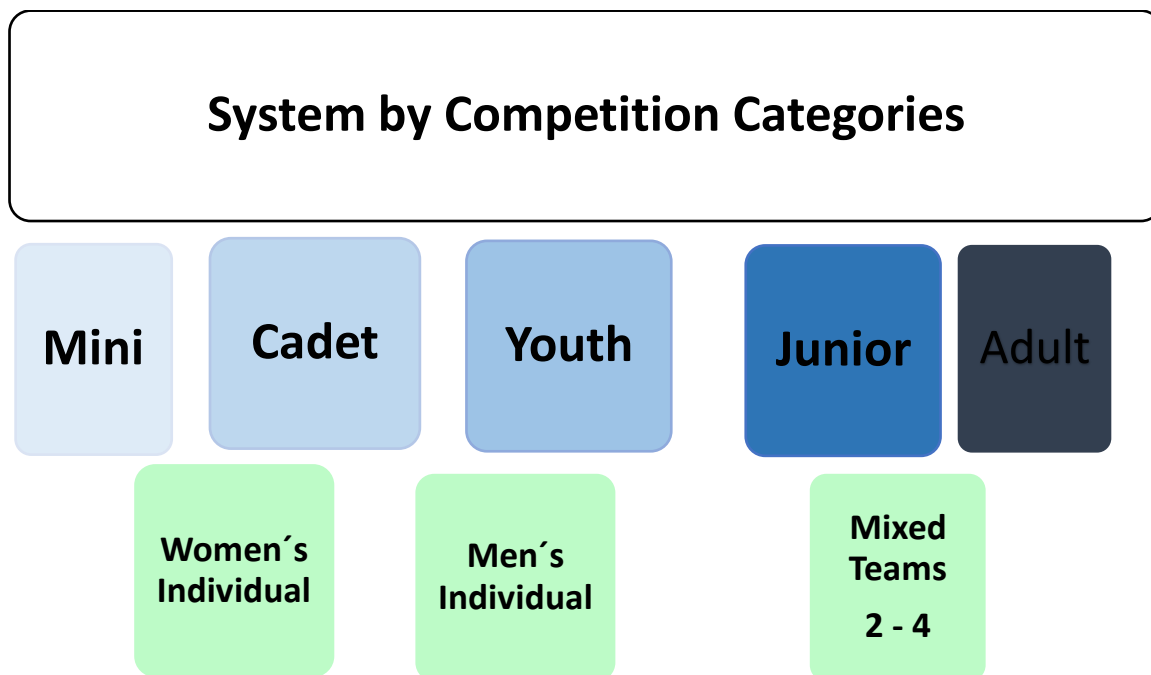 System by Competition Categories
Mini
Cadet
Youth
Junior
Adult
Women´s
Individual
Men´s
Individual
Mixed
Teams
2 - 4